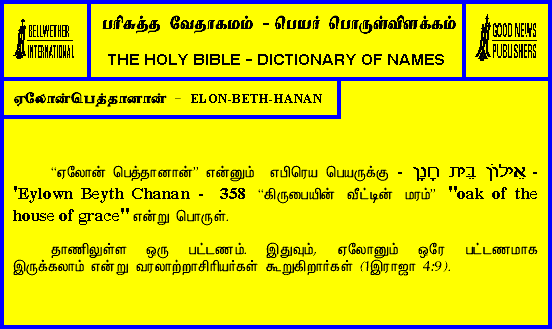 BELLWETHER
INTERNATIONAL
பரிசுத்த வேதாகமம் - பெயர் பொருள்விளக்கம்
THE HOLY BIBLE - DICTIONARY OF NAMES
GOOD NEWS
PUBLISHERS
ஏலோன்பெத்தானான் - ELON-BETH-HANAN
“ஏலோன் பெத்தானான்” என்னும் எபிரெய பெயருக்கு - אֵילוֹן בֵּית חָנָן -
'Eylown Beyth Chanan - 358 “கிருபையின் வீட்டின் மரம்” "oak of the
house of grace" என்று பொருள்.
தாணிலுள்ள ஒரு பட்டணம். இதுவும், ஏலோனும் ஒரே பட்டணமாக
இருக்கலாம் என்று வரலாற்றாசிரியர்கள் கூறுகிறார்கள் (1இராஜா 4:9).